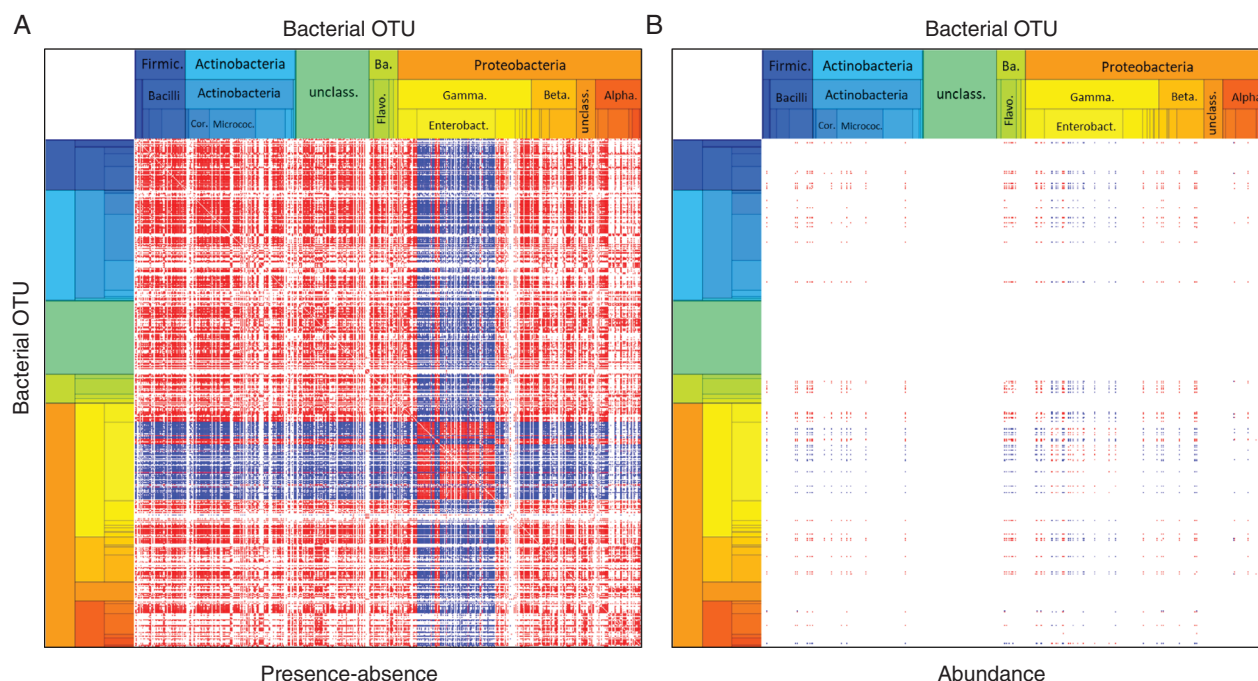 A
Bacterial OTU
Firmic.
Actinobacteria
unclass.
Ba.
Proteobacteria
Bacilli
Actinobacteria
Flavo.
Gamma.
Beta.
unclass.
Alpha.
Cor.
Micrococ.
Enterobact.
Bacterial OTU
Presence-absence
B
Bacterial OTU
Firmic.
Actinobacteria
unclass.
Ba.
Proteobacteria
Bacilli
Actinobacteria
Flavo.
Gamma.
Beta.
unclass.
Alpha.
Cor.
Micrococ.
Enterobact.
Abundance